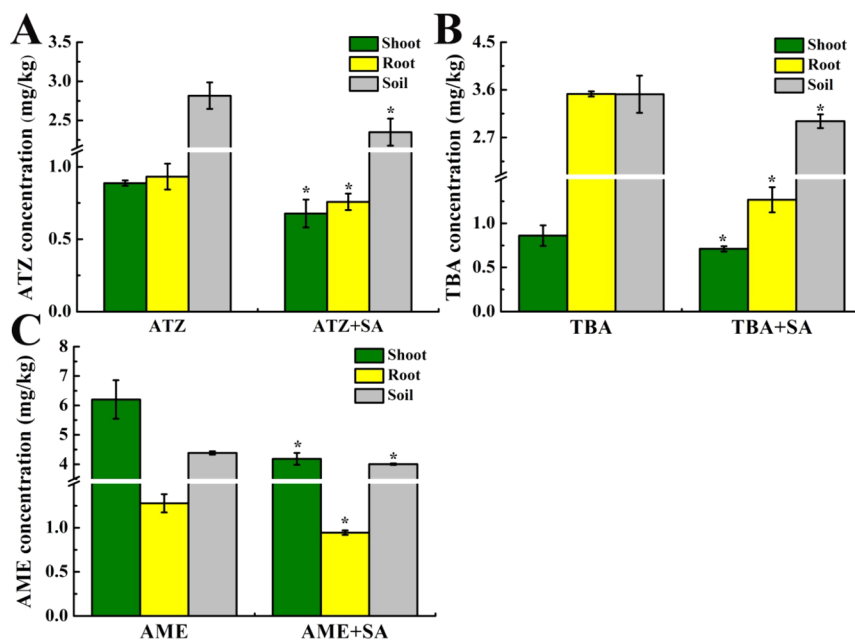 A
ATZ concentration (mg/kg)
3.5
3.0
2.5
1.0
0.5
0.0
Shoot
Root
Soil
*
*
*
ATZ
ATZ+SA
B
TBA concentration (mg/kg)
4.5
3.6
2.7
1.0
0.5
0.0
Shoot
Root
Soil
*
*
*
TBA
TBA+SA
C
AME concentration (mg/kg)
8
7
6
5
4
1.0
0.5
0.0
Shoot
Root
Soil
*
*
*
AME
AME+SA